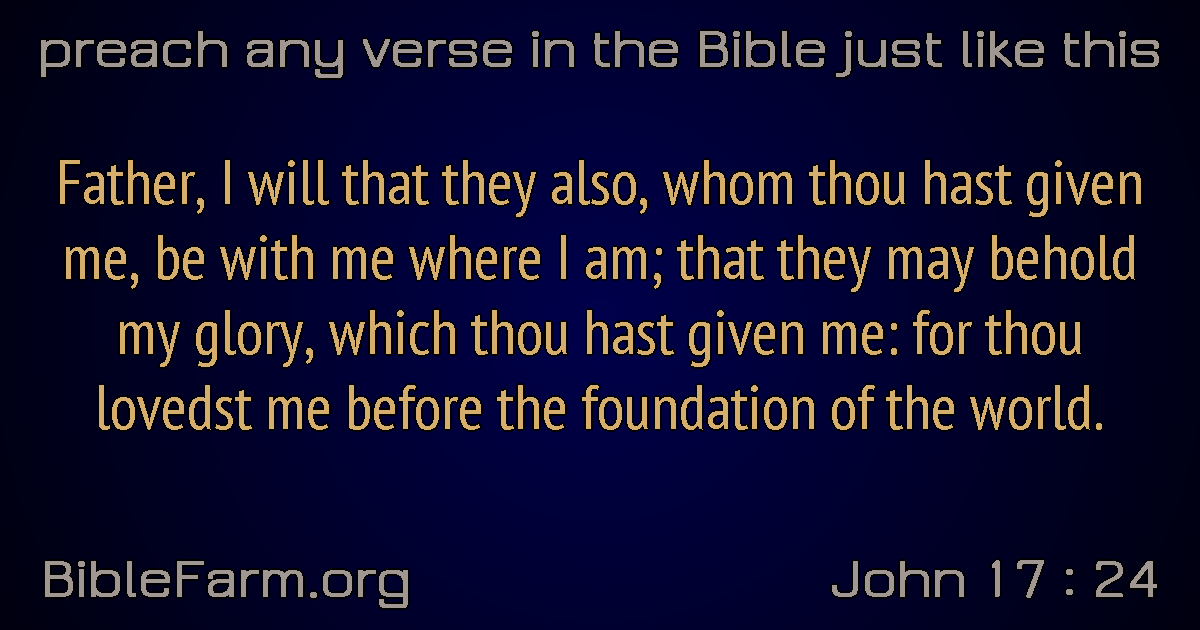 preach any verse in the Bible just like this
Father, I will that they also, whom thou hast given
me, be with me where I am; that they may behold
my glory, which thou hast given me: for thou
lovedst me before the foundation of the world.
BibleFarm.org
John 17 : 24